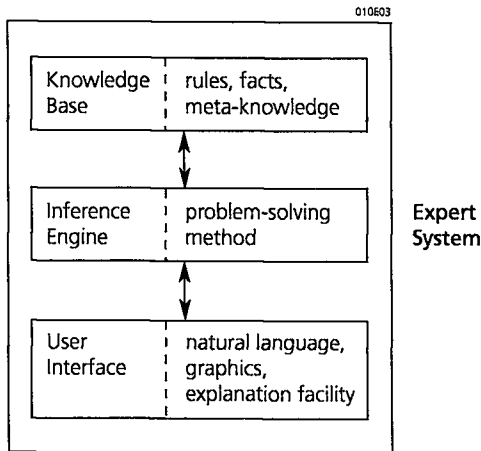 010E03
Knowledge
Base
rules, facts,
meta-knowledge
Inference
Engine
problem-solving
method
Expert
System
User
Interface
natural language,
graphics,
explanation facility